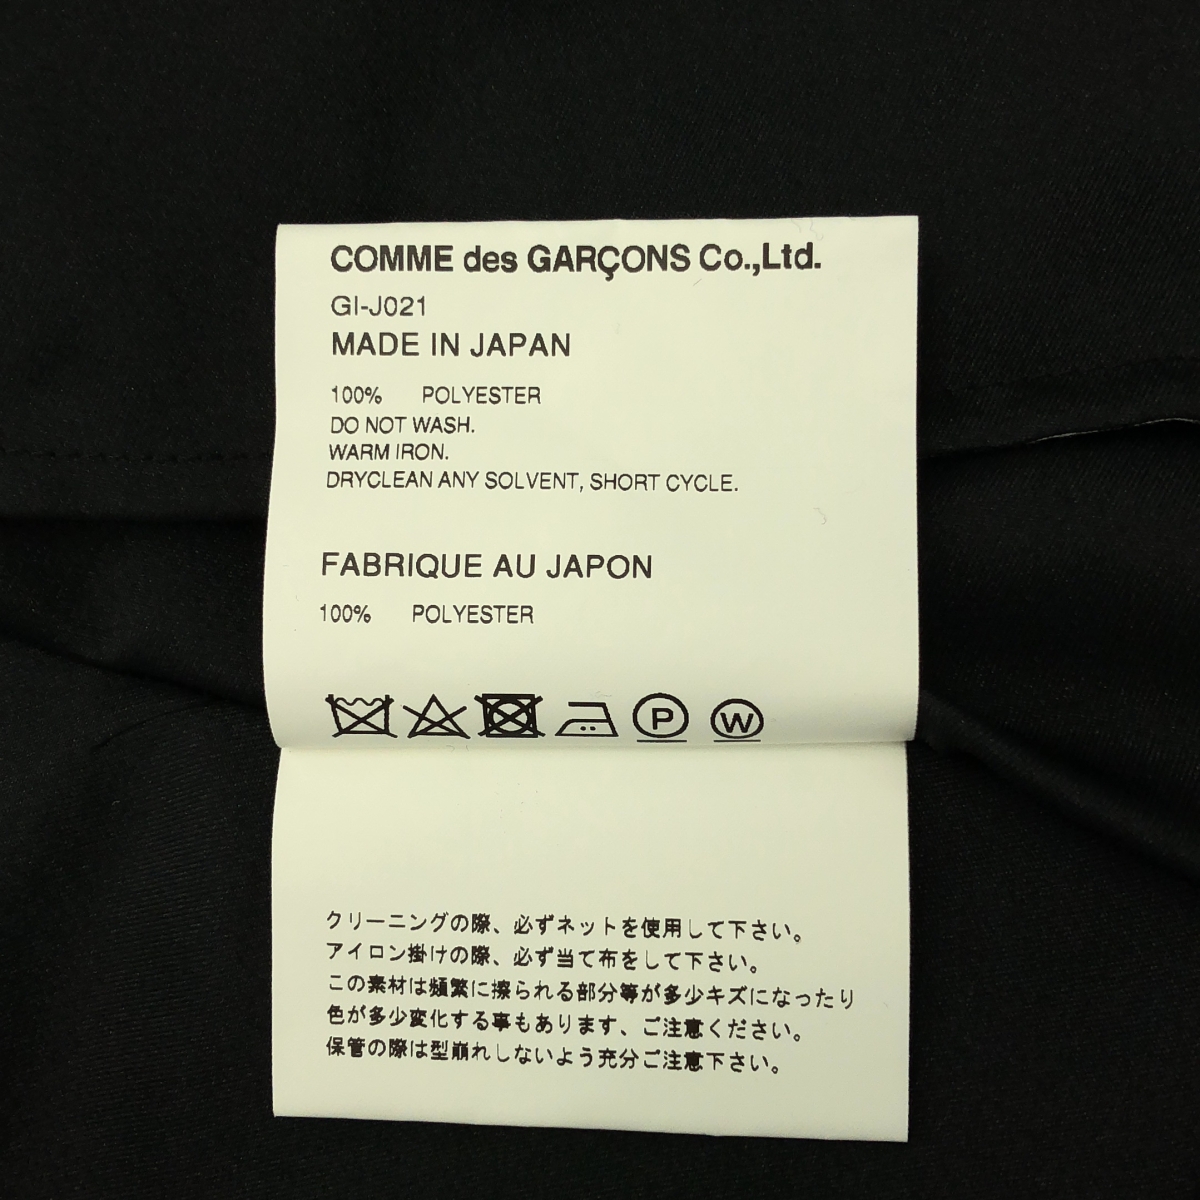 COMME des GARÇONS Co.,Ltd.
GI-J021
MADE IN JAPAN
100% POLYESTER
DO NOT WASH.
WARM IRON.
DRYCLEAN ANY SOLVENT, SHORT CYCLE.
FABRIQUE AU JAPON
100% POLYESTER
P W
クリーニングの際、必ずネットを使用して下さい。
アイロン掛けの際、必ず当て布をして下さい。
この素材は頻繁に擦られる部分等が多少キズになったり
色が多少変化する事もあります、ご注意ください。
保管の際は型崩れしないよう充分ご注意下さい。